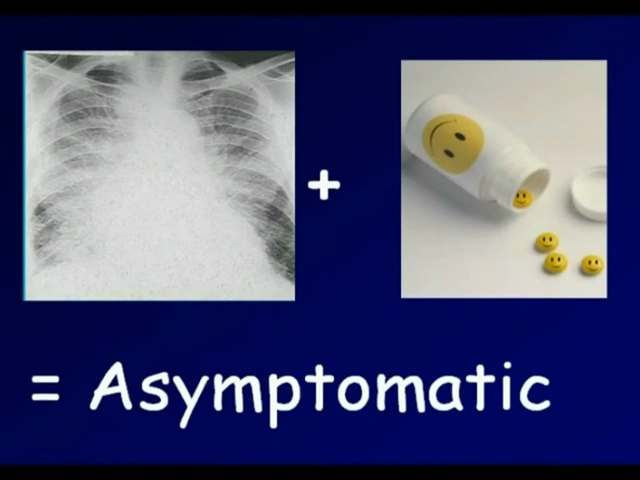 +
= Asymptomatic